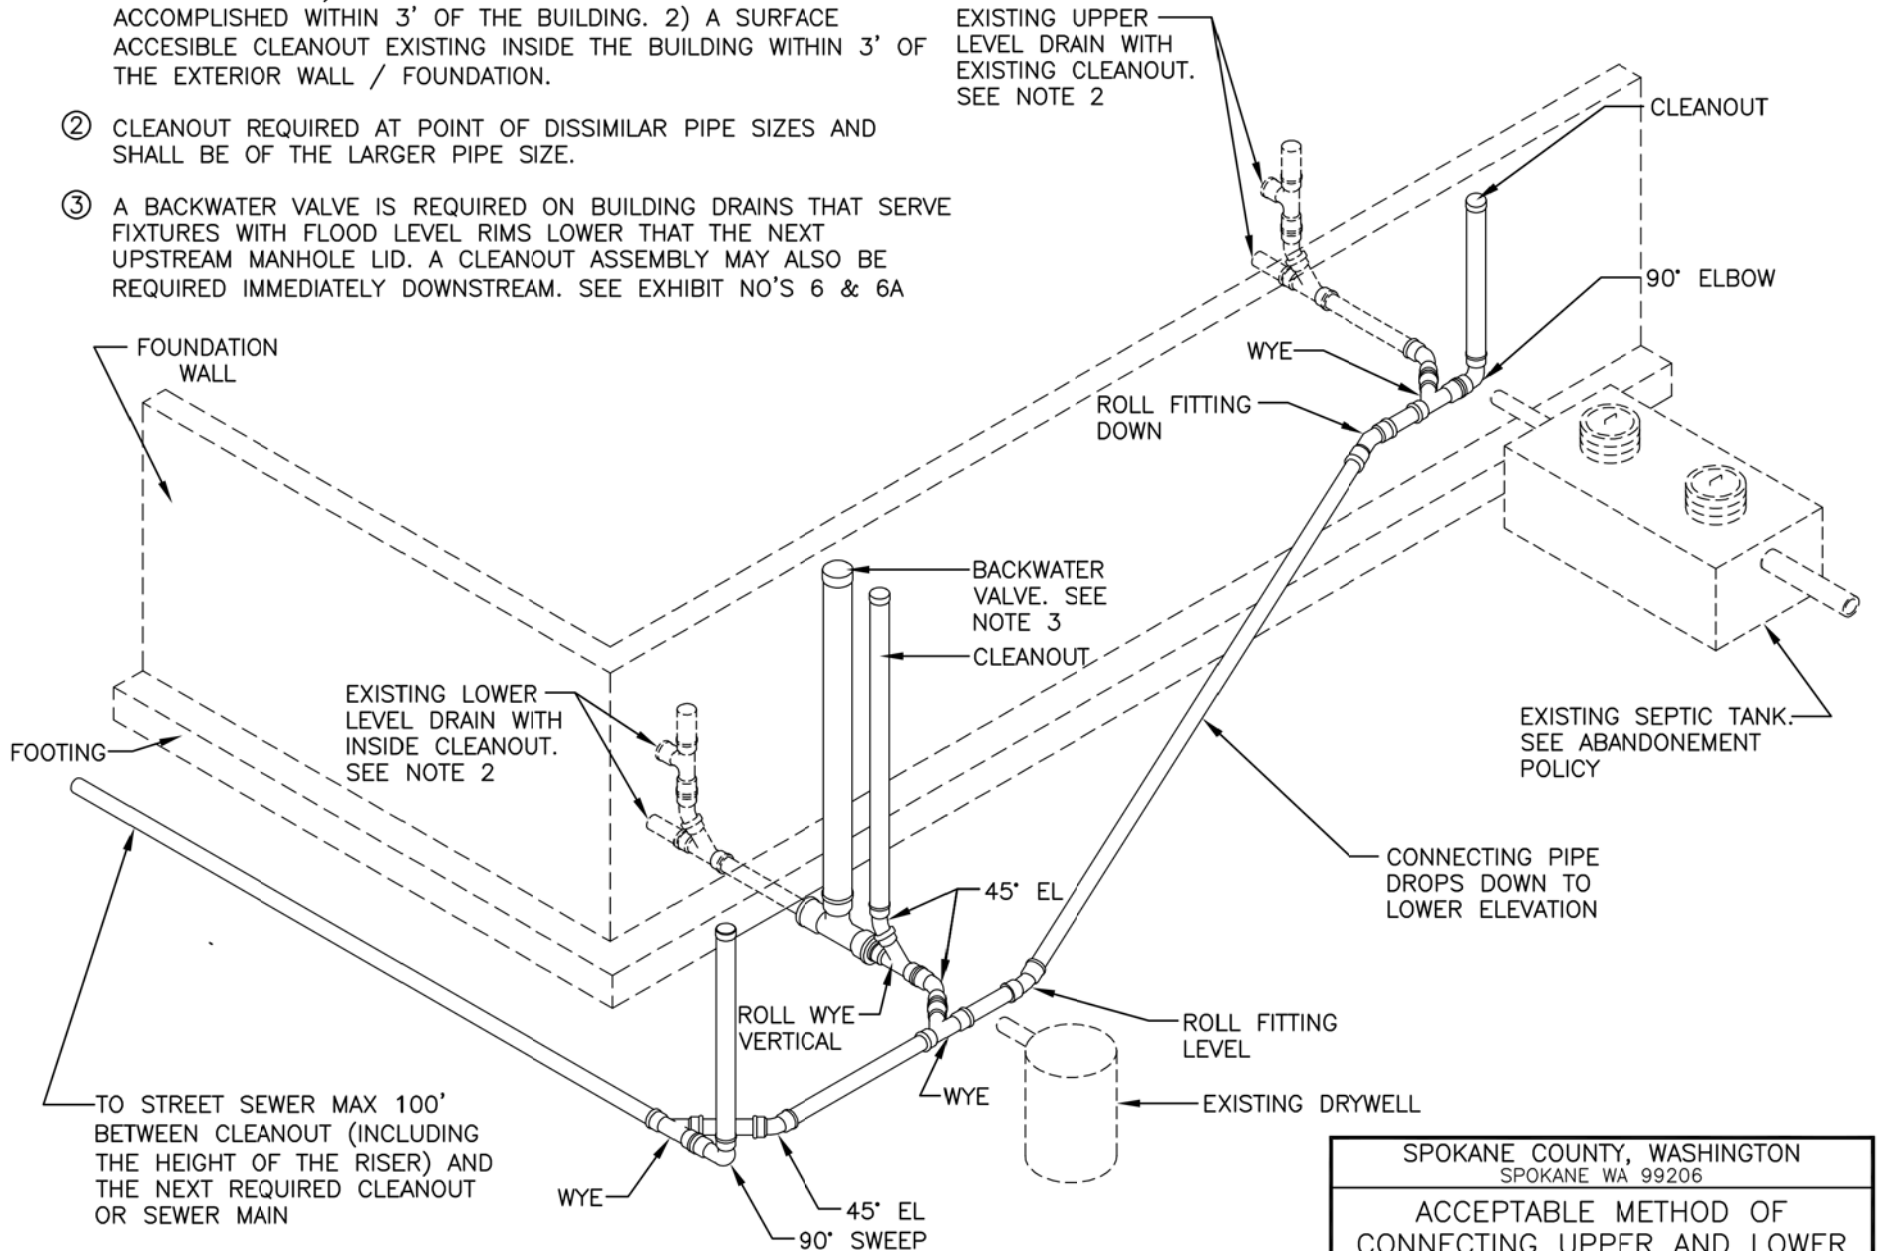 ACCOMPLISHED WITHIN 3' OF THE BUILDING. 2) A SURFACE
ACCESIBLE CLEANOUT EXISTING INSIDE THE BUILDING WITHIN 3' OF
THE EXTERIOR WALL / FOUNDATION.
② CLEANOUT REQUIRED AT POINT OF DISSIMILAR PIPE SIZES AND
SHALL BE OF THE LARGER PIPE SIZE.
③ A BACKWATER VALVE IS REQUIRED ON BUILDING DRAINS THAT SERVE
FIXTURES WITH FLOOD LEVEL RIMS LOWER THAT THE NEXT
UPSTREAM MANHOLE LID. A CLEANOUT ASSEMBLY MAY ALSO BE
REQUIRED IMMEDIATELY DOWNSTREAM. SEE EXHIBIT NO'S 6 & 6A
EXISTING UPPER
LEVEL DRAIN WITH
EXISTING CLEANOUT.
SEE NOTE 2
CLEANOUT
90° ELBOW
WYE
ROLL FITTING
DOWN
FOUNDATION
WALL
BACKWATER
VALVE. SEE
NOTE 3
CLEANOUT
EXISTING LOWER
LEVEL DRAIN WITH
INSIDE CLEANOUT.
SEE NOTE 2
FOOTING
EXISTING SEPTIC TANK.
SEE ABANDONEMENT
POLICY
CONNECTING PIPE
DROPS DOWN TO
LOWER ELEVATION
45° EL
ROLL WYE
VERTICAL
ROLL FITTING
LEVEL
WYE
EXISTING DRYWELL
TO STREET SEWER MAX 100'
BETWEEN CLEANOUT (INCLUDING
THE HEIGHT OF THE RISER) AND
THE NEXT REQUIRED CLEANOUT
OR SEWER MAIN
WYE
45° EL
90° SWEEP
SPOKANE COUNTY, WASHINGTON
SPOKANE WA 99206
ACCEPTABLE METHOD OF
CONNECTING UPPER AND LOWER